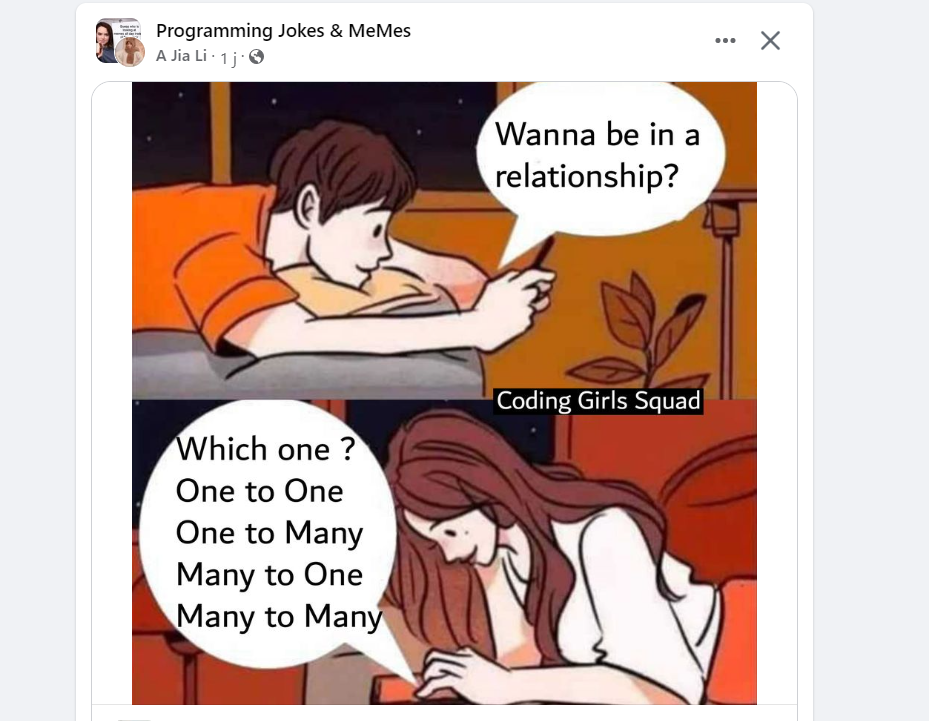 Programming Jokes & MeMes
A Jia Li · 1 j ·
Wanna be in a
relationship?
Coding Girls Squad
Which one ?
One to One
One to Many
Many to One
Many to Many